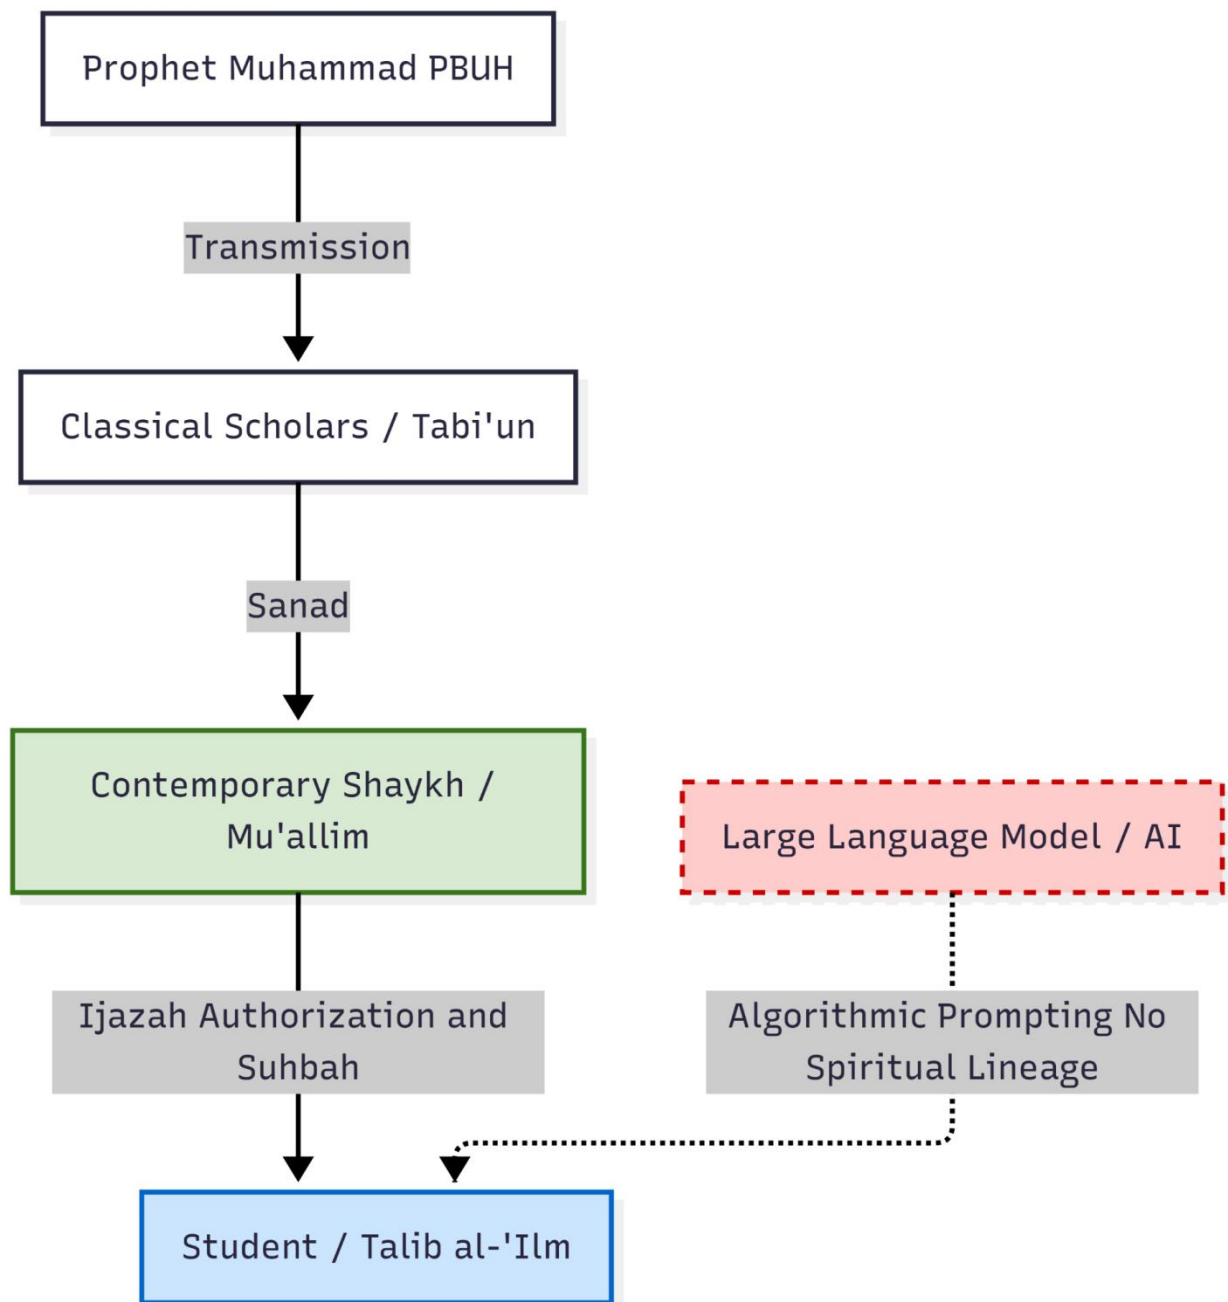 Prophet Muhammad PBUH
Transmission
Classical Scholars / Tabi'un
Sanad
Contemporary Shaykh /
Mu'allim
Large Language Model / AI
Ijazah Authorization and
Suhbah
Algorithmic Prompting No
Spiritual Lineage
Student / Talib al-'Ilm